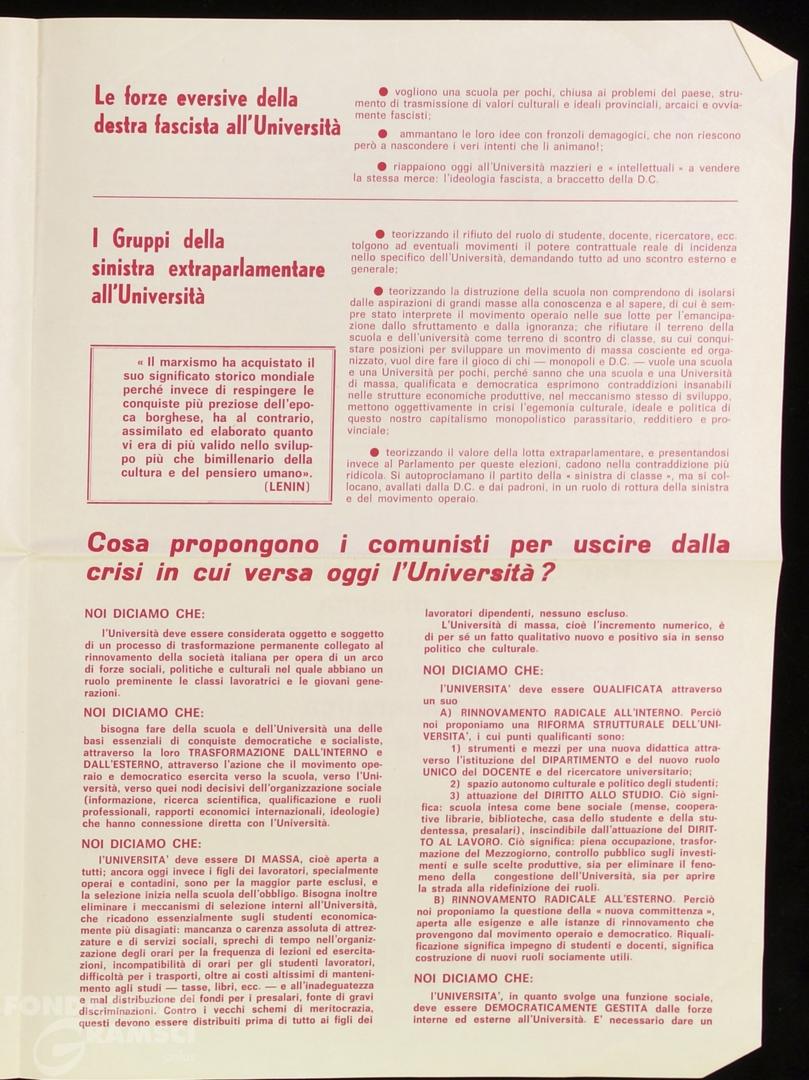 Le forze eversive della
destra fascista all'Università
● vogliono una scuola per pochi, chiusa ai problemi del paese, stru-
mento di trasmissione di valori culturali e ideali provinciali, arcaici e ovvia-
mente fascisti;
● ammantano le loro idee con fronzoli demagogici, che non riescono
però a nascondere i veri intenti che li animano!;
● riappaiono oggi all'Università mazzieri e « intellettuali » a vendere
la stessa merce: l'ideologia fascista, a braccetto della D.C.
I Gruppi della
sinistra extraparlamentare
all'Università
● teorizzando il rifiuto del ruolo di studente, docente, ricercatore, ecc.
tolgono ad eventuali movimenti il potere contrattuale reale di incidenza
nello specifico dell'Università, demandando tutto ad uno scontro esterno e
generale;
● teorizzando la distruzione della scuola non comprendono di isolarsi
dalle aspirazioni di grandi masse alla conoscenza e al sapere, di cui è sem-
pre stato interprete il movimento operaio nelle sue lotte per l'emancipa-
zione dallo sfruttamento e dalla ignoranza; che rifiutare il terreno della
scuola e dell'università come terreno di scontro di classe, su cui conqui-
stare posizioni per sviluppare un movimento di massa cosciente ed orga-
nizzato, vuol dire fare il gioco di chi — monopoli e D.C. — vuole una scuola
e una Università per pochi, perché sanno che una scuola e una Università
di massa, qualificata e democratica esprimono contraddizioni insanabili
nelle strutture economiche produttive, nel meccanismo stesso di sviluppo,
mettono oggettivamente in crisi l'egemonia culturale, ideale e politica di
questo nostro capitalismo monopolistico parassitario, redditiero e pro-
vinciale;
● teorizzando il valore della lotta extraparlamentare, e presentandosi
invece al Parlamento per queste elezioni, cadono nella contraddizione più
ridicola. Si autoproclamano il partito della « sinistra di classe », ma si col-
locano, avallati dalla D.C. e dai padroni, in un ruolo di rottura della sinistra
e del movimento operaio.
« Il marxismo ha acquistato il
suo significato storico mondiale
perché invece di respingere le
conquiste più preziose dell'epo-
ca borghese, ha al contrario,
assimilato ed elaborato quanto
vi era di più valido nello svilup-
po più che bimillenario della
cultura e del pensiero umano».
(LENIN)
Cosa propongono i comunisti per uscire dalla
crisi in cui versa oggi l'Università ?
NOI DICIAMO CHE:
l'Università deve essere considerata oggetto e soggetto
di un processo di trasformazione permanente collegato al
rinnovamento della società italiana per opera di un arco
di forze sociali, politiche e culturali nel quale abbiano un
ruolo preminente le classi lavoratrici e le giovani gene-
razioni.
NOI DICIAMO CHE:
bisogna fare della scuola e dell'Università una delle
basi essenziali di conquiste democratiche e socialiste,
attraverso la loro TRASFORMAZIONE DALL'INTERNO e
DALL'ESTERNO, attraverso l'azione che il movimento ope-
raio e democratico esercita verso la scuola, verso l'Uni-
versità, verso quei nodi decisivi dell'organizzazione sociale
(informazione, ricerca scientifica, qualificazione e ruoli
professionali, rapporti economici internazionali, ideologie)
che hanno connessione diretta con l'Università.
NOI DICIAMO CHE:
l'UNIVERSITA' deve essere DI MASSA, cioè aperta a
tutti; ancora oggi invece i figli dei lavoratori, specialmente
operai e contadini, sono per la maggior parte esclusi, e
la selezione inizia nella scuola dell'obbligo. Bisogna inoltre
eliminare i meccanismi di selezione interni all'Università,
che ricadono essenzialmente sugli studenti economica-
mente più disagiati: mancanza o carenza assoluta di attrez-
zature e di servizi sociali, sprechi di tempo nell'organiz-
zazione degli orari per la frequenza di lezioni ed esercita-
zioni, incompatibilità di orari per gli studenti lavoratori,
difficoltà per i trasporti, oltre ai costi altissimi di manteni-
mento agli studi — tasse, libri, ecc. — e all'inadeguatezza
e mal distribuzione dei fondi per i presalari, fonte di gravi
discriminazioni. Contro i vecchi schemi di meritocrazia,
questi devono essere distribuiti prima di tutto ai figli dei
lavoratori dipendenti, nessuno escluso.
L'Università di massa, cioè l'incremento numerico, è
di per sé un fatto qualitativo nuovo e positivo sia in senso
politico che culturale.
NOI DICIAMO CHE:
l'UNIVERSITA' deve essere QUALIFICATA attraverso
un suo
A) RINNOVAMENTO RADICALE ALL'INTERNO. Perciò
noi proponiamo una RIFORMA STRUTTURALE DELL'UNI-
VERSITA', i cui punti qualificanti sono:
1) strumenti e mezzi per una nuova didattica attra-
verso l'istituzione del DIPARTIMENTO e del nuovo ruolo
UNICO del DOCENTE e del ricercatore universitario;
2) spazio autonomo culturale e politico degli studenti;
3) attuazione del DIRITTO ALLO STUDIO. Ciò signi-
fica: scuola intesa come bene sociale (mense, coopera-
tive librarie, biblioteche, casa dello studente e della stu-
dentessa, presalari), inscindibile dall'attuazione del DIRIT-
TO AL LAVORO. Ciò significa: piena occupazione, trasfor-
mazione del Mezzogiorno, controllo pubblico sugli investi-
menti e sulle scelte produttive, sia per eliminare il feno-
meno della congestione dell'Università, sia per aprire
la strada alla ridefinizione dei ruoli.
B) RINNOVAMENTO RADICALE ALL'ESTERNO. Perciò
noi proponiamo la questione della « nuova committenza »,
aperta alle esigenze e alle istanze di rinnovamento che
provengono dal movimento operaio e democratico. Riquali-
ficazione significa impegno di studenti e docenti, significa
costruzione di nuovi ruoli socialmente utili.
NOI DICIAMO CHE:
l'UNIVERSITA', in quanto svolge una funzione sociale,
deve essere DEMOCRATICAMENTE GESTITA dalle forze
interne ed esterne all'Università. E' necessario dare un